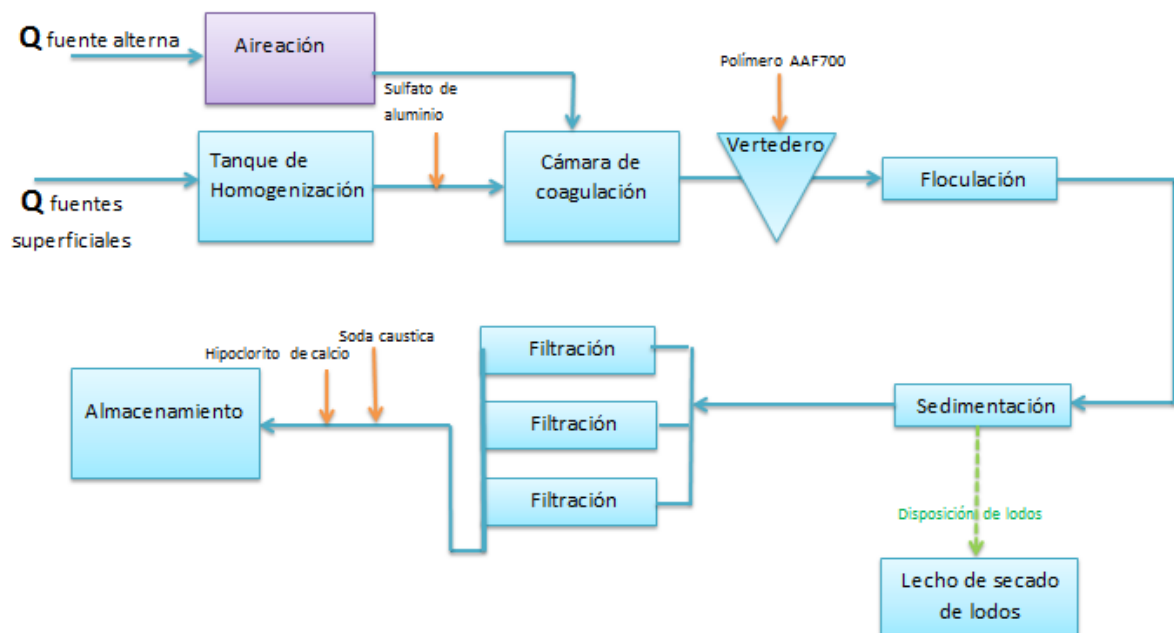 Q fuente alterna
Aireación
Polímero AAF700
Sulfato de
aluminio
Tanque de
Homogenización
Cámara de
coagulación
Vertedero
Floculación
Q fuentes
superficiales
Soda caustica
Hipoclorito de calcio
Filtración
Almacenamiento
Sedimentación
Filtración
Filtración
Disposición de lodos
Lecho de secado
de lodos